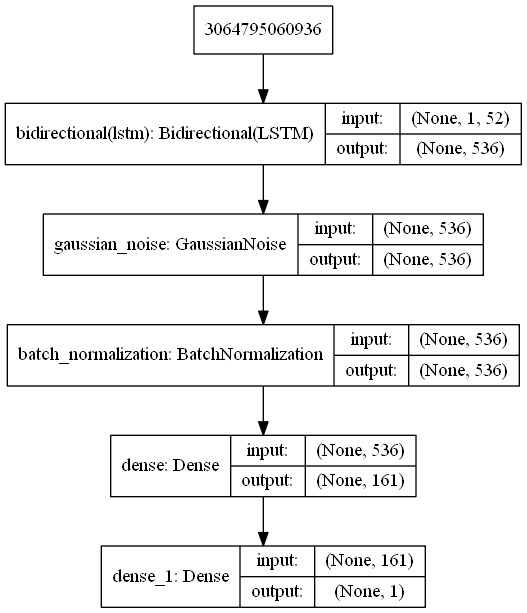 3064795060936
bidirectional(lstm): Bidirectional(LSTM)
input: (None, 1, 52)
output: (None, 536)
gaussian_noise: GaussianNoise
input: (None, 536)
output: (None, 536)
batch_normalization: BatchNormalization
input: (None, 536)
output: (None, 536)
dense: Dense
input: (None, 536)
output: (None, 161)
dense_1: Dense
input: (None, 161)
output: (None, 1)